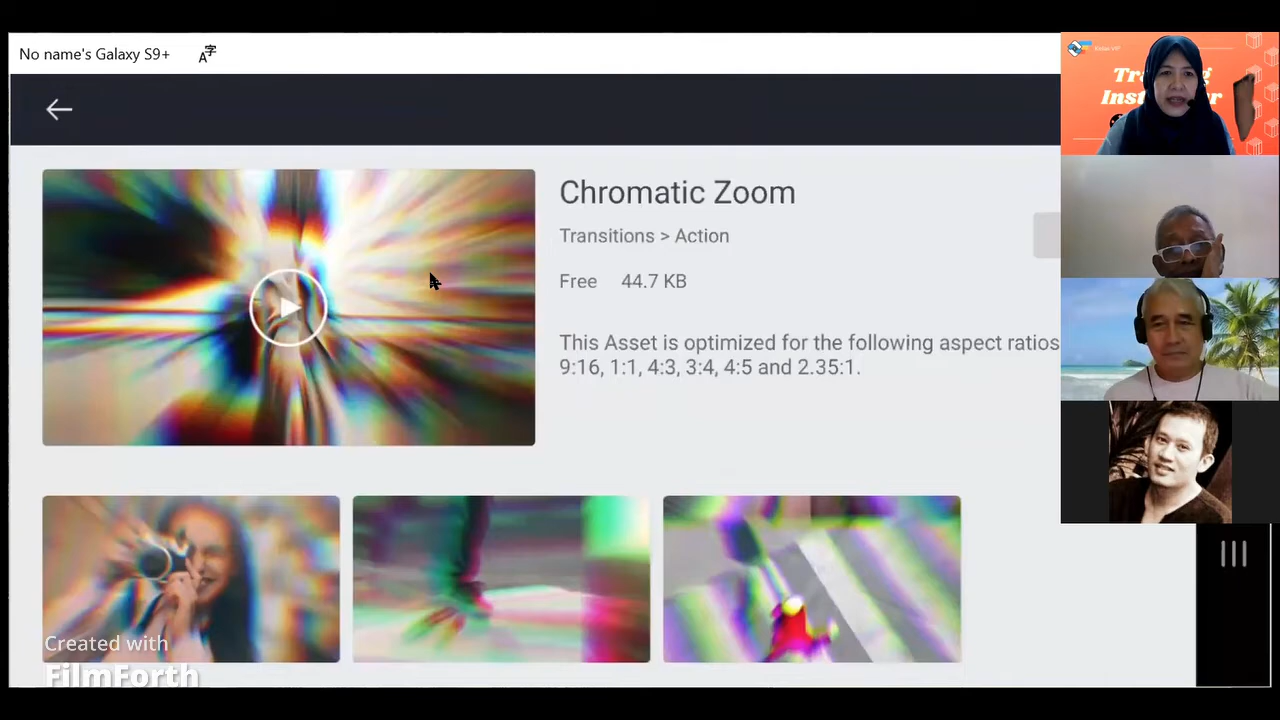 No name's Galaxy S9+
Chromatic Zoom
Transitions > Action
Free 44.7 KB
This Asset is optimized for the following aspect ratios
9:16, 1:1, 4:3, 3:4, 4:5 and 2.35:1.
Created with
FilmForth